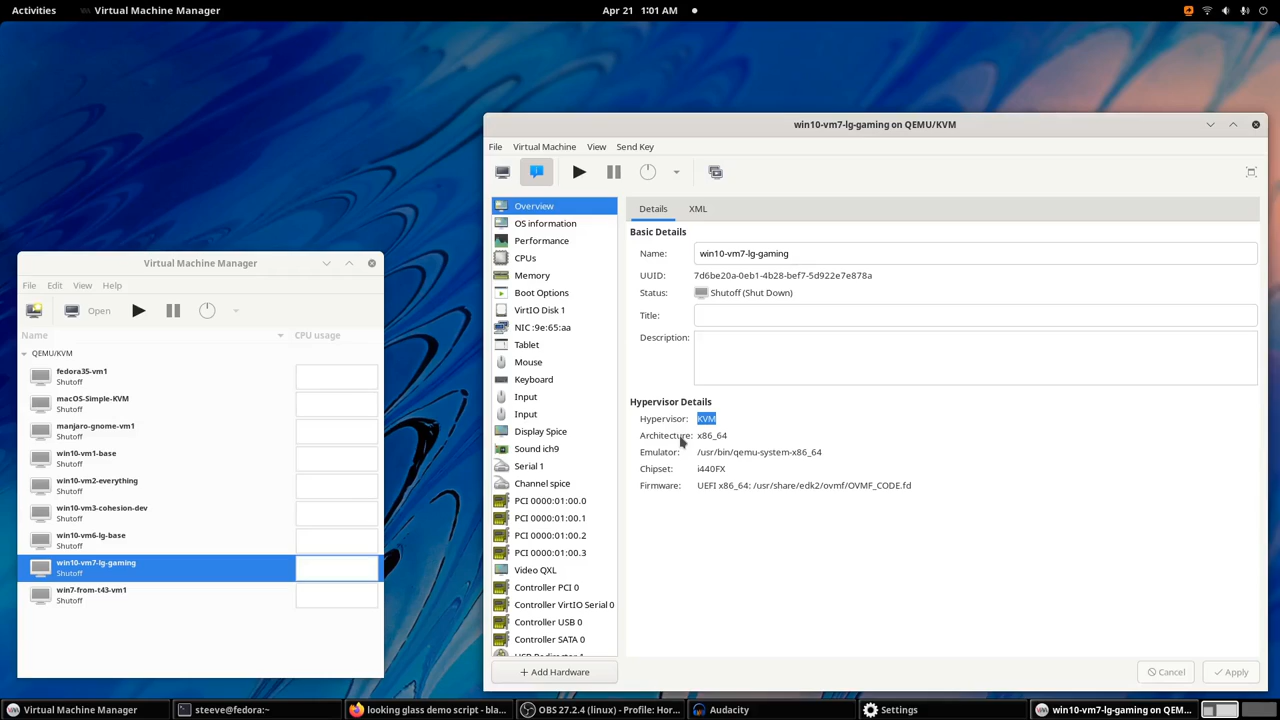 Activities
Virtual Machine Manager
Apr 21 1:01 AM
win10-vm7-lg-gaming on QEMU/KVM
File Virtual Machine View Send Key
Overview
OS information
Performance
CPUs
Memory
Boot Options
VirtIO Disk 1
NIC :9e:65:aa
Tablet
Mouse
Keyboard
Input
Input
Display Spice
Sound ich9
Serial 1
Channel spice
PCI 0000:01:00.0
PCI 0000:01:00.1
PCI 0000:01:00.2
PCI 0000:01:00.3
Video QXL
Controller PCI 0
Controller VirtIO Serial 0
Controller USB 0
Controller SATA 0
USB Redirector 1
Add Hardware
Details XML
Basic Details
Name: win10-vm7-lg-gaming
UUID: 7d6be20a-0eb1-4b28-bef7-5d922e7e878a
Status: Shutoff (Shut Down)
Title:
Description:
Hypervisor Details
Hypervisor: KVM
Architecture: x86_64
Emulator: /usr/bin/qemu-system-x86_64
Chipset: i440FX
Firmware: UEFI x86_64: /usr/share/edk2/ovmf/OVMF_CODE.fd
Cancel Apply
Virtual Machine Manager
File Edit View Help
Open
Name CPU usage
QEMU/KVM
fedora35-vm1
Shutoff
macOS-Simple-KVM
Shutoff
manjaro-gnome-vm1
Shutoff
win10-vm1-base
Shutoff
win10-vm2-everything
Shutoff
win10-vm3-cohesion-dev
Shutoff
win10-vm6-lg-base
Shutoff
win10-vm7-lg-gaming
Shutoff
win7-from-t43-vm1
Shutoff
Virtual Machine Manager
steeve@fedora:~
looking glass demo script - bla...
OBS 27.2.4 (linux) - Profile: Hor...
Audacity
Settings
win10-vm7-lg-gaming on QEM...